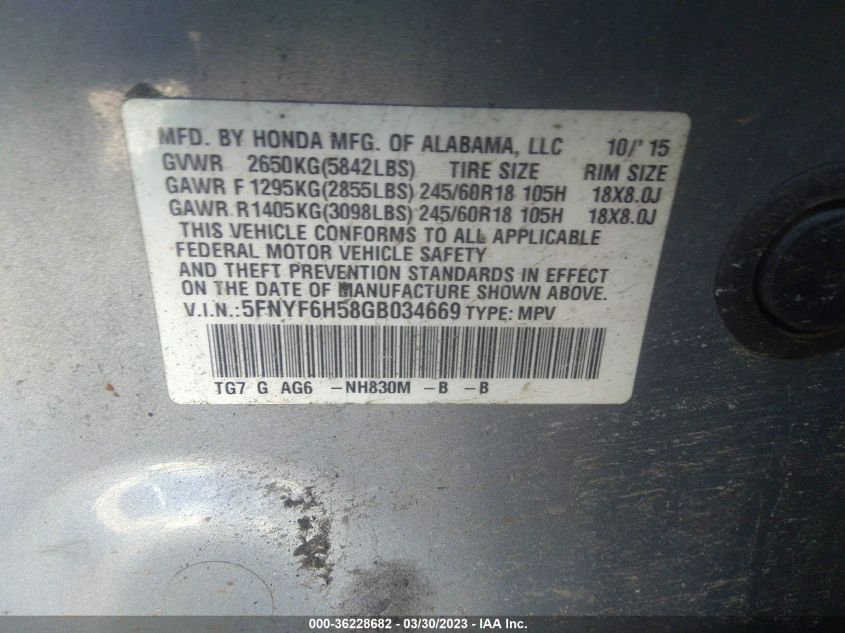 MFD. BY HONDA MFG. OF ALABAMA, LLC 10/'15
GVWR 2650KG(5842LBS) TIRE SIZE RIM SIZE
GAWR F 1295KG(2855LBS) 245/60R18 105H 18X8.0J
GAWR R1405KG(3098LBS) 245/60R18 105H 18X8.0J
THIS VEHICLE CONFORMS TO ALL APPLICABLE
FEDERAL MOTOR VEHICLE SAFETY
AND THEFT PREVENTION STANDARDS IN EFFECT
ON THE DATE OF MANUFACTURE SHOWN ABOVE.
V.I.N.:5FNYF6H58GB034669 TYPE: MPV
TG7 G AG6 -NH830M -B -B
000-36228682 - 03/30/2023 - IAA Inc.